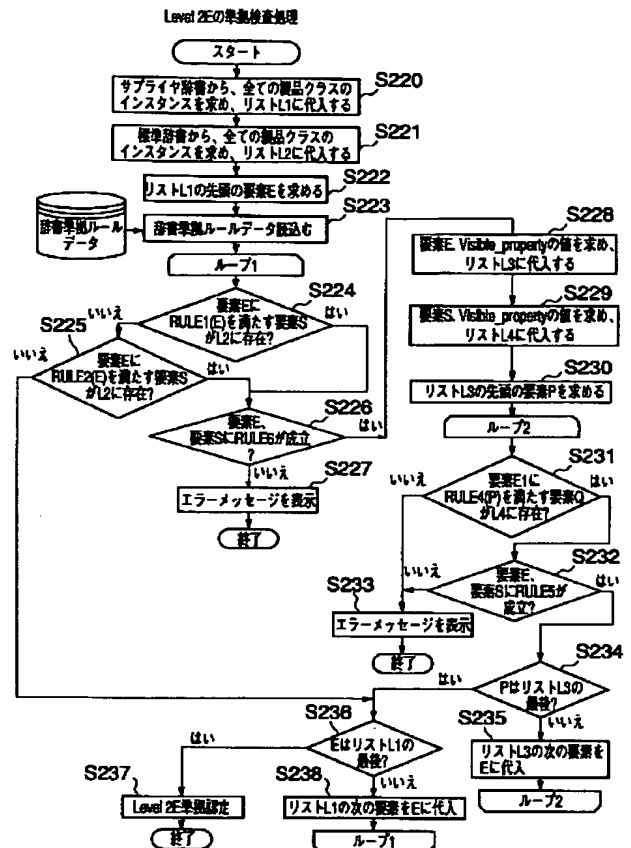 Level 2Eの準拠検査処理
スタート
S220
サプライヤ辞書から、全ての製品クラスの
インスタンスを求め、リストL1に代入する
S221
標準辞書から、全ての製品クラスの
インスタンスを求め、リストL2に代入する
S222
リストL1の先頭の要素Eを求める
S223
辞書準拠ルール
データ
辞書準拠ルールデータ読込む
ループ1
S224
要素Eに
RULE1(E)を満たす要素S
がL2に存在?
いいえ
はい
S225
要素Eに
RULE2(E)を満たす要素S
がL2に存在?
いいえ
はい
S226
要素E、
要素SにRULE6が成立
?
はい
いいえ
S227
エラーメッセージを表示
終了
S228
要素E. Visible_propertyの値を求め、
リストL3に代入する
S229
要素S. Visible_propertyの値を求め、
リストL4に代入する
S230
リストL3の先頭の要素Pを求める
ループ2
S231
要素E1に
RULE4(P)を満たす要素Q
がL4に存在?
いいえ
はい
S232
要素E、
要素SにRULE5が
成立?
いいえ
はい
S233
エラーメッセージを表示
終了
S234
PはリストL3の
最後?
はい
いいえ
S235
リストL3の次の要素を
Eに代入
ループ2
S236
EはリストL1の
最後?
はい
いいえ
S237
Level 2E準拠認定
終了
S238
リストL1の次の要素をEに代入
ループ1